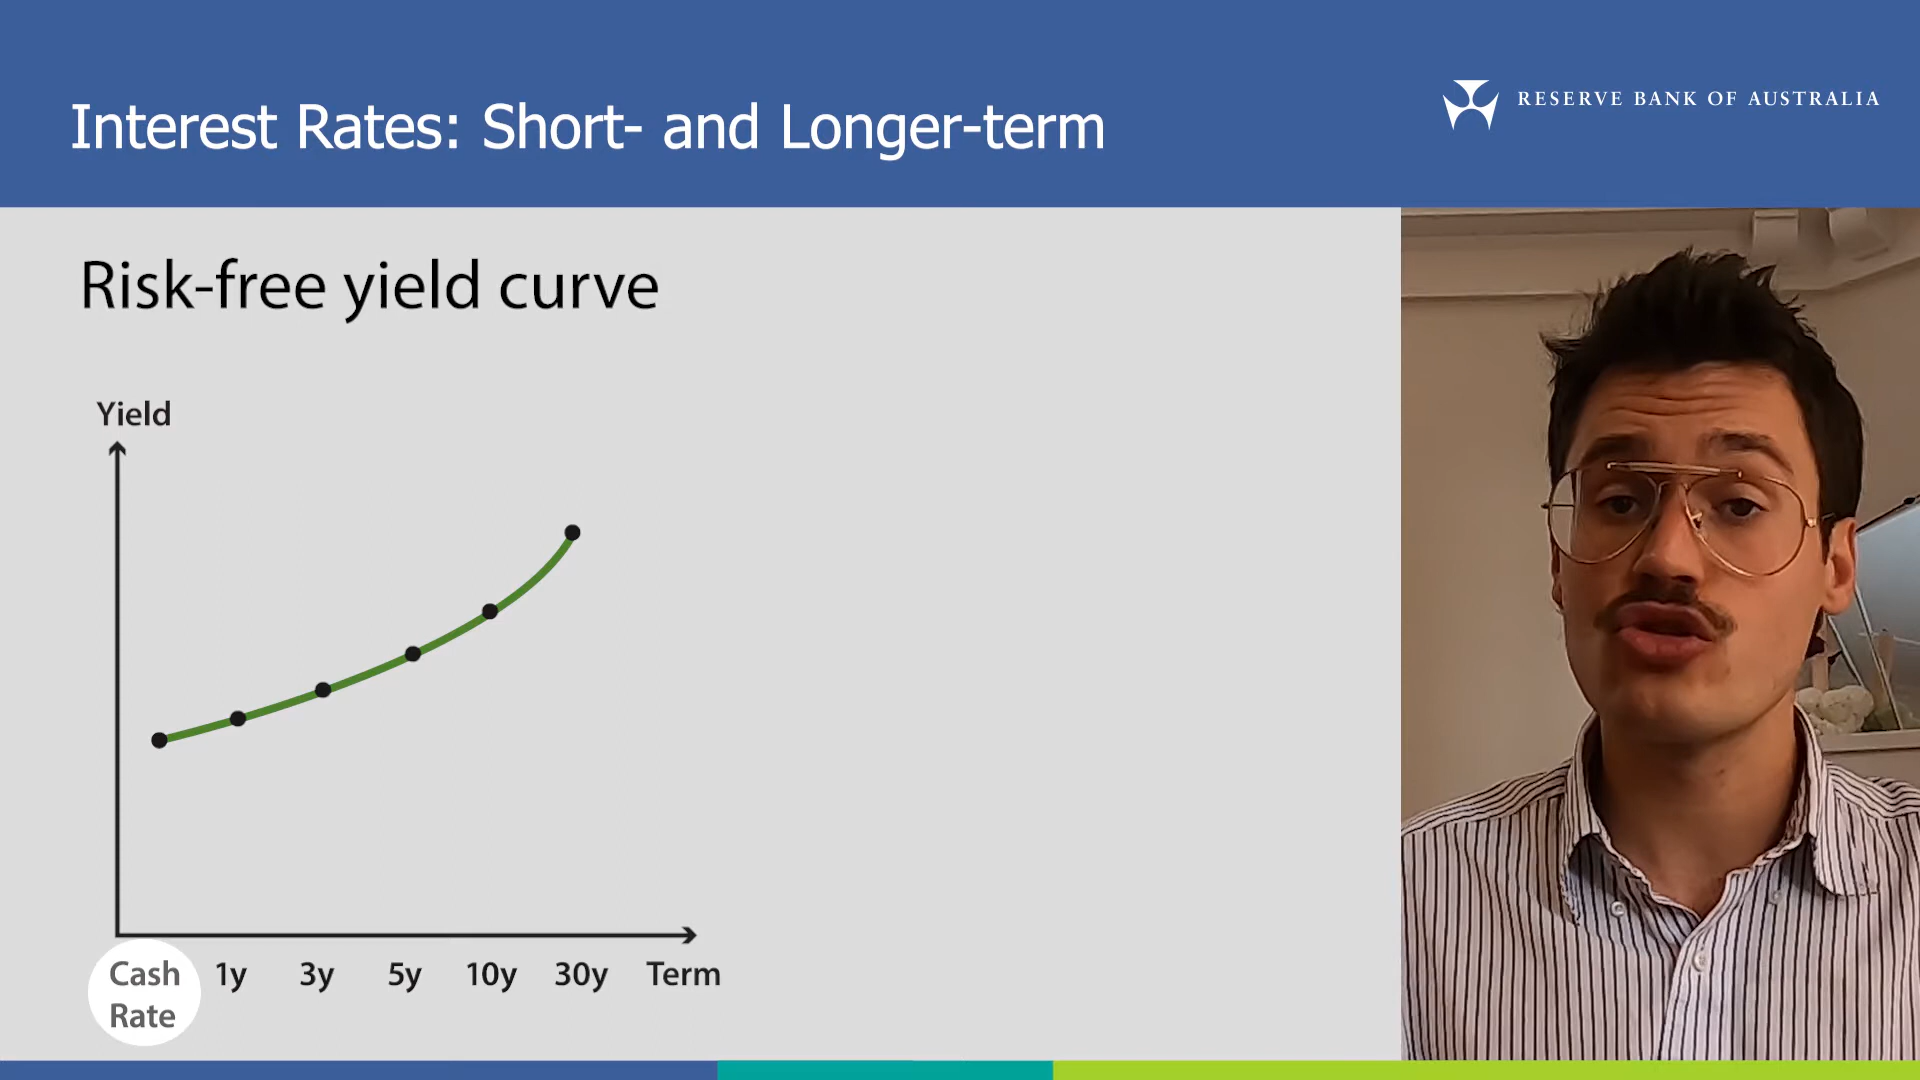 Interest Rates: Short- and Longer-term
RESERVE BANK OF AUSTRALIA
Risk-free yield curve
Yield
Cash Rate
1y 3y 5y 10y 30y Term